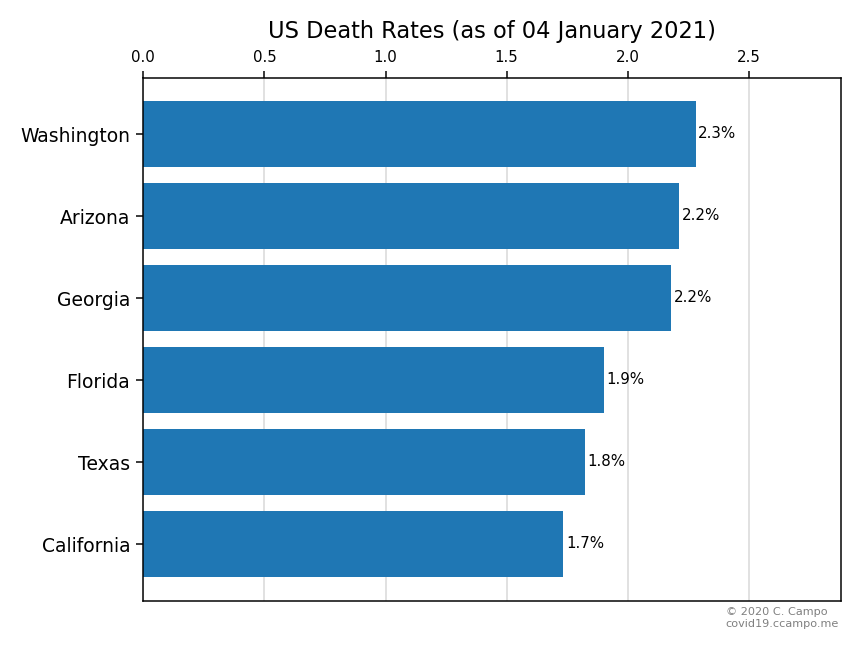 US Death Rates (as of 04 January 2021)
0.0 0.5 1.0 1.5 2.0 2.5
Washington 2.3%
Arizona 2.2%
Georgia 2.2%
Florida 1.9%
Texas 1.8%
California 1.7%
© 2020 C. Campo
covid19.ccampo.me